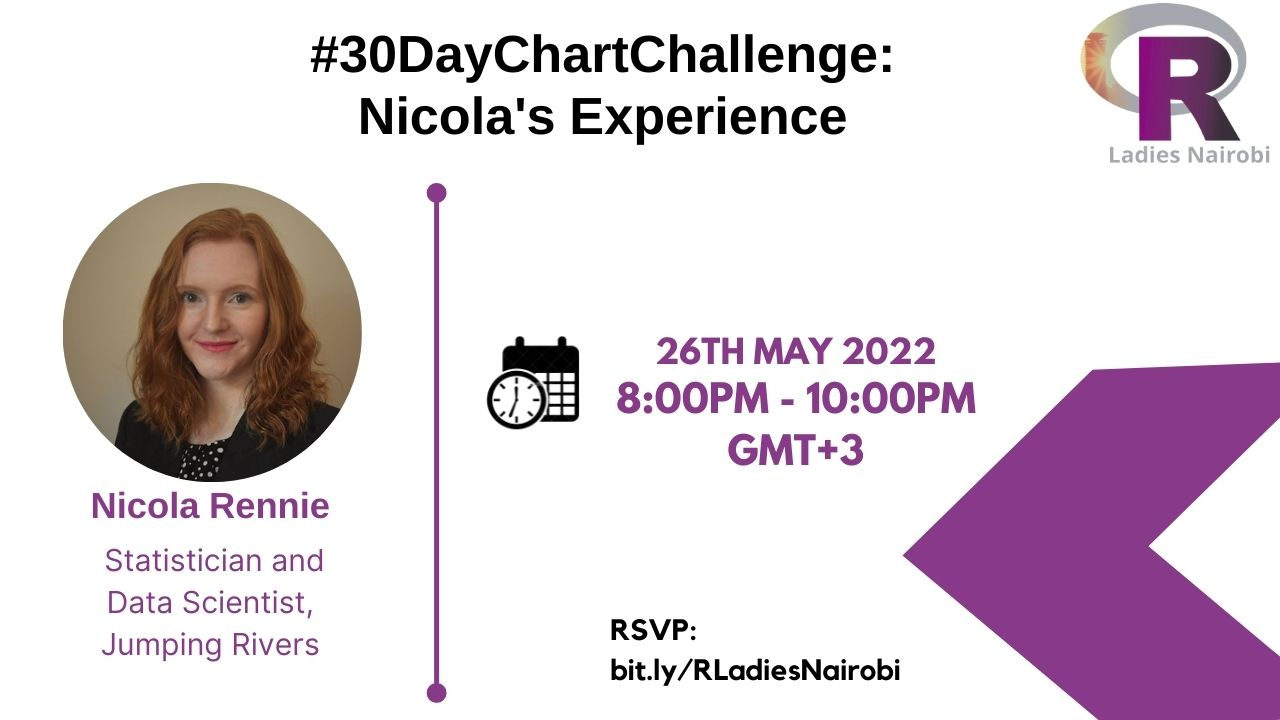 #30DayChartChallenge:
Nicola's Experience
R
Ladies Nairobi
26TH MAY 2022
8:00PM - 10:00PM
GMT+3
Nicola Rennie
Statistician and
Data Scientist,
Jumping Rivers
RSVP:
bit.ly/RLadiesNairobi